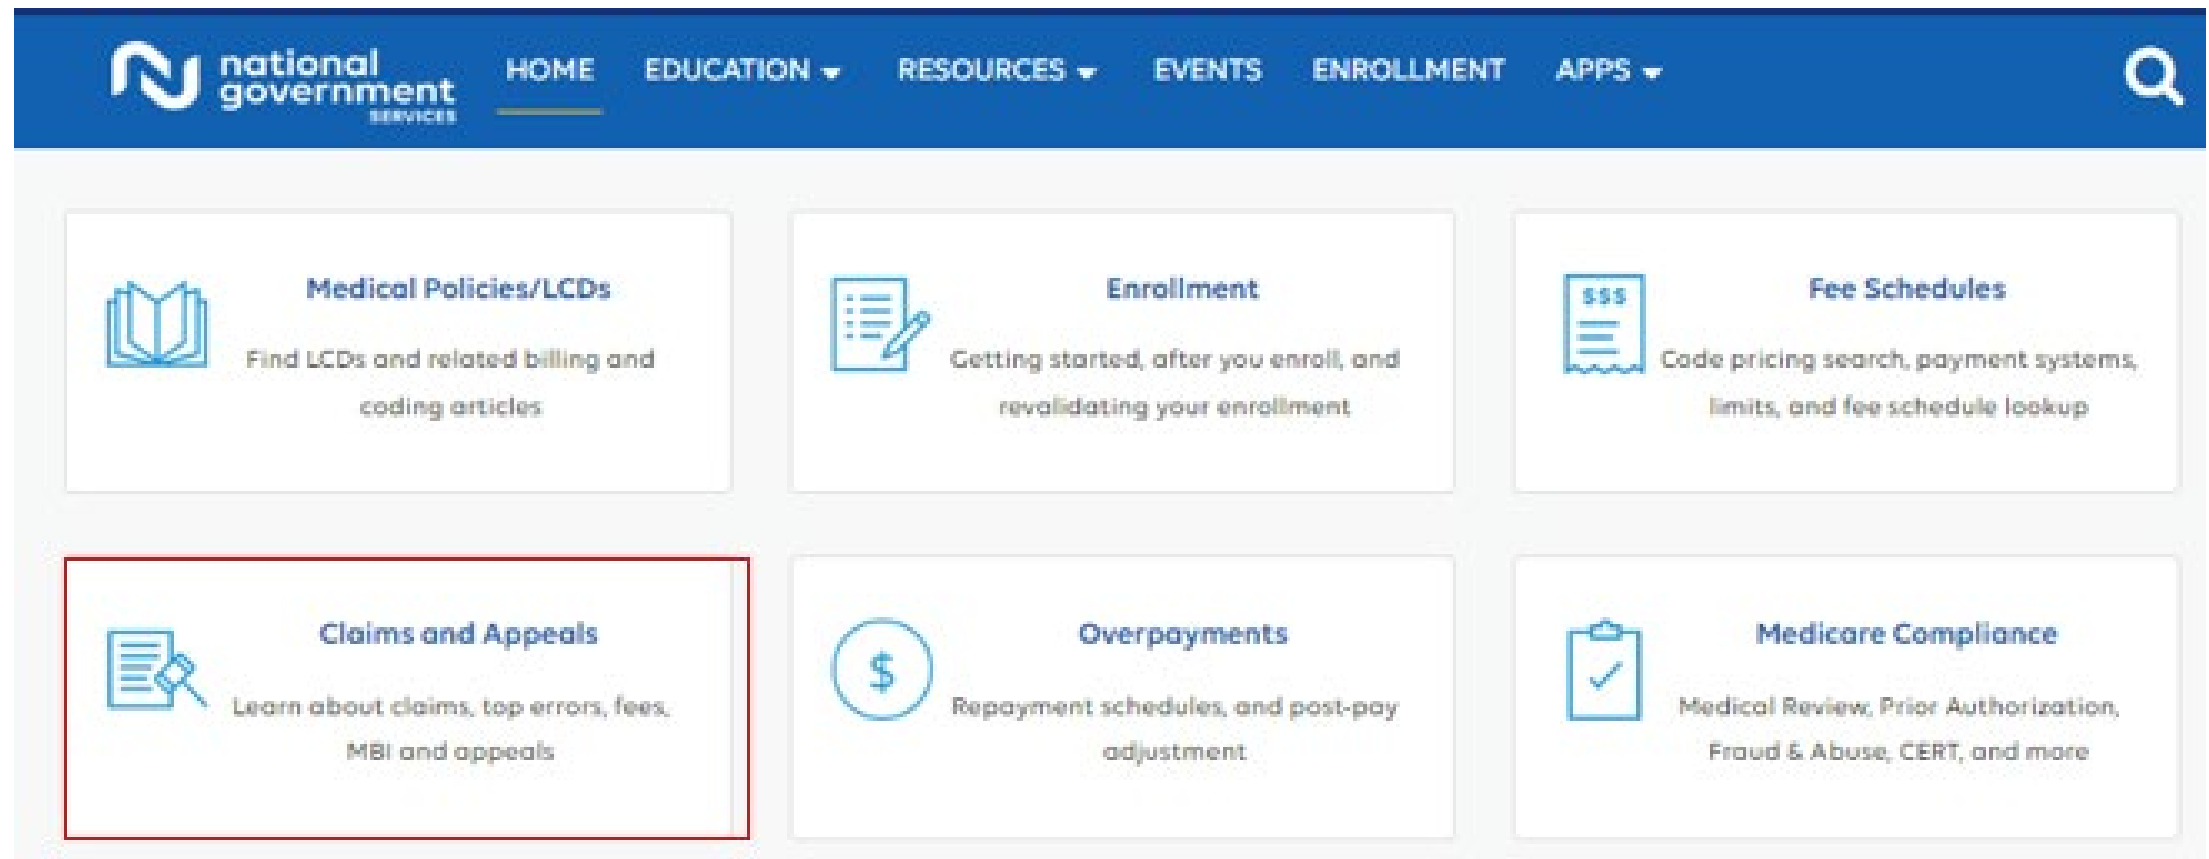 national
government
SERVICES
HOME EDUCATION RESOURCES EVENTS ENROLLMENT APPS
Medical Policies/LCDs
Find LCDs and related billing and
coding articles
Enrollment
Getting started, after you enroll, and
revalidating your enrollment
$$$
Fee Schedules
Code pricing search, payment systems,
limits, and fee schedule lookup
Claims and Appeals
Learn about claims, top errors, fees,
MBI and appeals
$
Overpayments
Repayment schedules, and post-pay
adjustment
Medicare Compliance
Medical Review, Prior Authorization,
Fraud & Abuse, CERT, and more